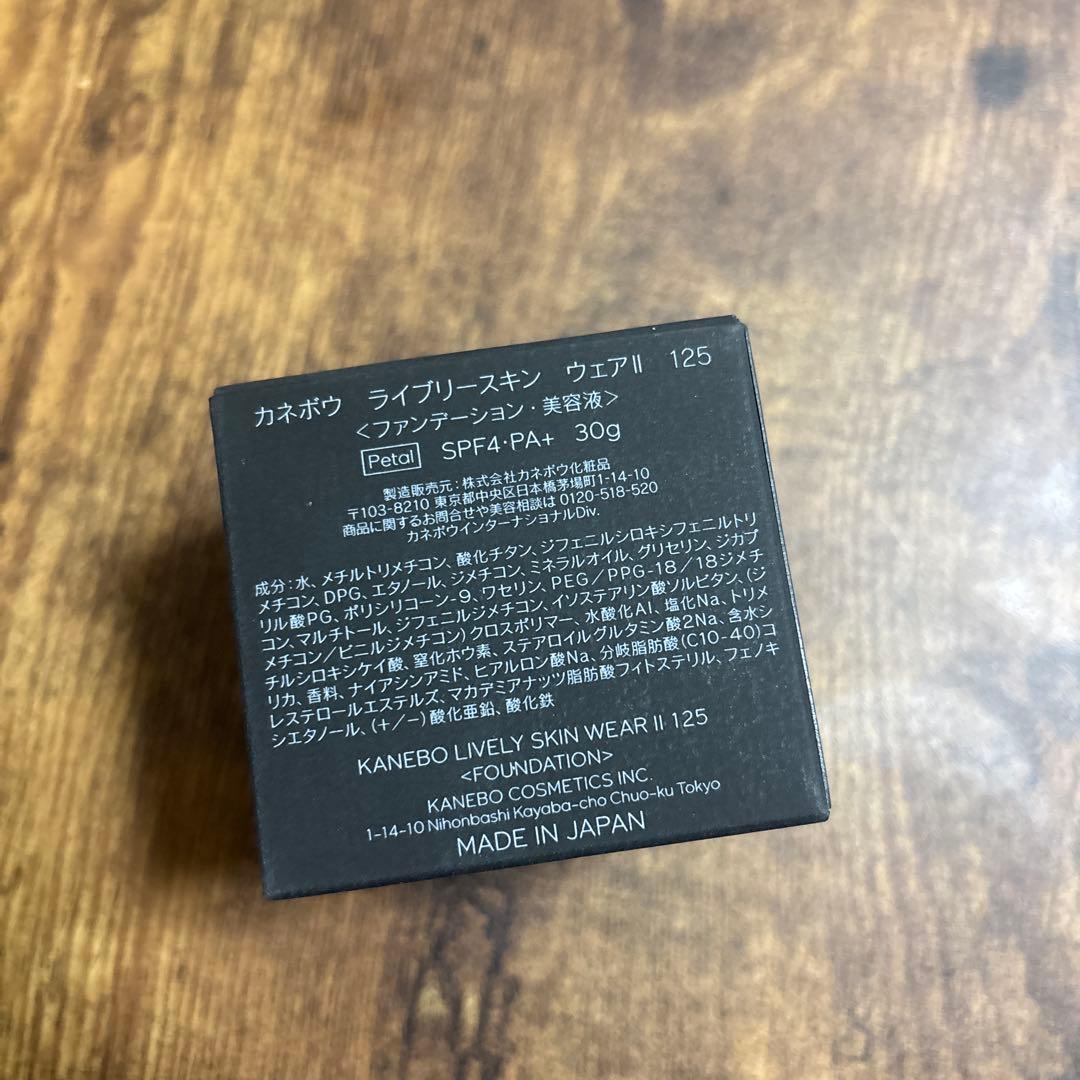 カネボウ ライブリースキン ウェアⅡ 125
<ファンデーション・美容液>
Petal SPF4・PA+ 30g
製造販売元：株式会社カネボウ化粧品
〒103-8210 東京都中央区日本橋茅場町1-14-10
商品に関するお問合せや美容相談は 0120-518-520
カネボウインターナショナルDiv.
成分：水、メチルトリメチコン、酸化チタン、ジフェニルシロキシフェニルトリ
メチコン、DPG、エタノール、ジメチコン、ミネラルオイル、グリセリン、ジカプ
リル酸PG、ポリシリコーン-9、ワセリン、PEG／PPG-18／18ジメチ
コン、マルチトール、ジフェニルジメチコン、イソステアリン酸ソルビタン、(ジ
メチコン/ビニルジメチコン)クロスポリマー、水酸化Al、塩化Na、トリメ
チルシロキシケイ酸、窒化ホウ素、ステアロイルグルタミン酸2Na、含水シ
リカ、香料、ナイアシンアミド、ヒアルロン酸Na、分岐脂肪酸(C10-40)コ
レステロールエステルズ、マカデミアナッツ脂肪酸フィトステリル、フェノキ
シエタノール、(+/-)酸化亜鉛、酸化鉄
KANEBO LIVELY SKIN WEAR II 125
<FOUNDATION>
KANEBO COSMETICS INC.
1-14-10 Nihonbashi Kayaba-cho Chuo-ku Tokyo
MADE IN JAPAN